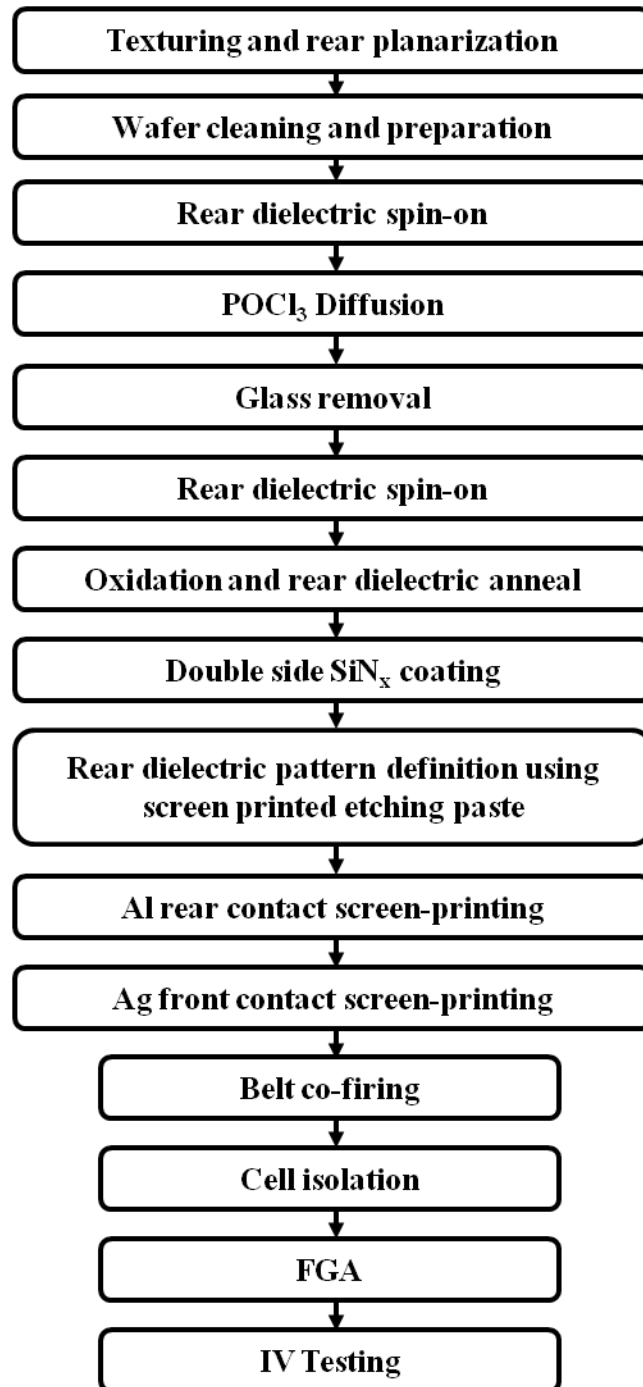 Texturing and rear planarization
Wafer cleaning and preparation
Rear dielectric spin-on
POCl₃ Diffusion
Glass removal
Rear dielectric spin-on
Oxidation and rear dielectric anneal
Double side SiNₓ coating
Rear dielectric pattern definition using
screen printed etching paste
Al rear contact screen-printing
Ag front contact screen-printing
Belt co-firing
Cell isolation
FGA
IV Testing